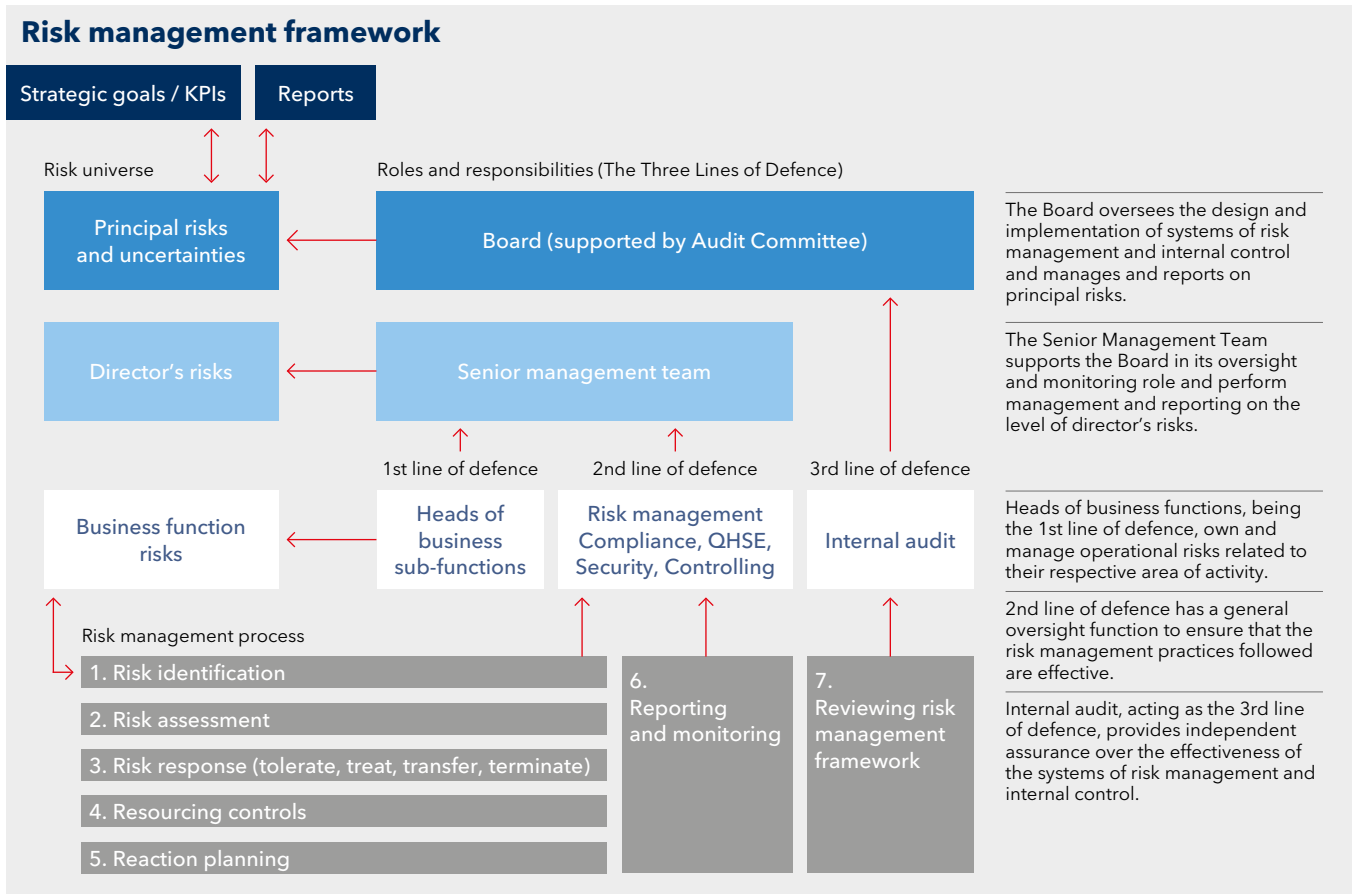 Risk management framework
Strategic goals / KPIs
Reports
Risk universe
Roles and responsibilities (The Three Lines of Defence)
Principal risks
and uncertainties
Board (supported by Audit Committee)
The Board oversees the design and
implementation of systems of risk
management and internal control
and manages and reports on
principal risks.
Director's risks
Senior management team
The Senior Management Team
supports the Board in its oversight
and monitoring role and perform
management and reporting on the
level of director's risks.
1st line of defence
2nd line of defence
3rd line of defence
Business function
risks
Heads of
business
sub-functions
Risk management
Compliance, QHSE,
Security, Controlling
Internal audit
Heads of business functions, being
the 1st line of defence, own and
manage operational risks related to
their respective area of activity.
Risk management process
1. Risk identification
2. Risk assessment
3. Risk response (tolerate, treat, transfer, terminate)
4. Resourcing controls
5. Reaction planning
6.
Reporting
and monitoring
7.
Reviewing risk
management
framework
2nd line of defence has a general
oversight function to ensure that the
risk management practices followed
are effective.
Internal audit, acting as the 3rd line
of defence, provides independent
assurance over the effectiveness of
the systems of risk management and
internal control.